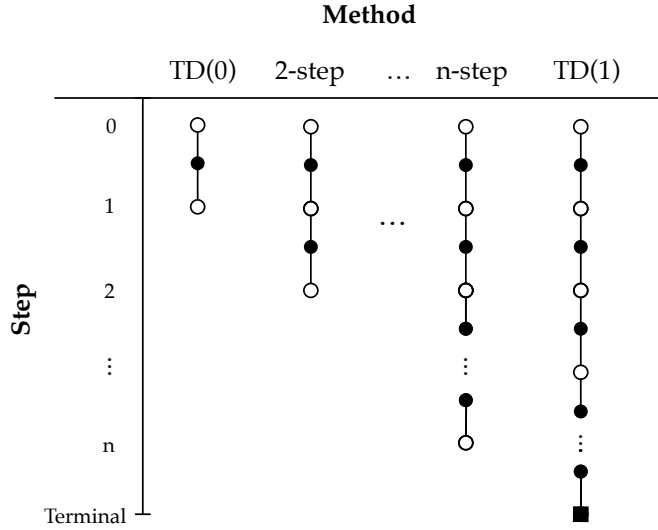 Method
TD(0) 2-step … n-step TD(1)
0
1
…
2
Step
⋮ ⋮
n ⋮
Terminal